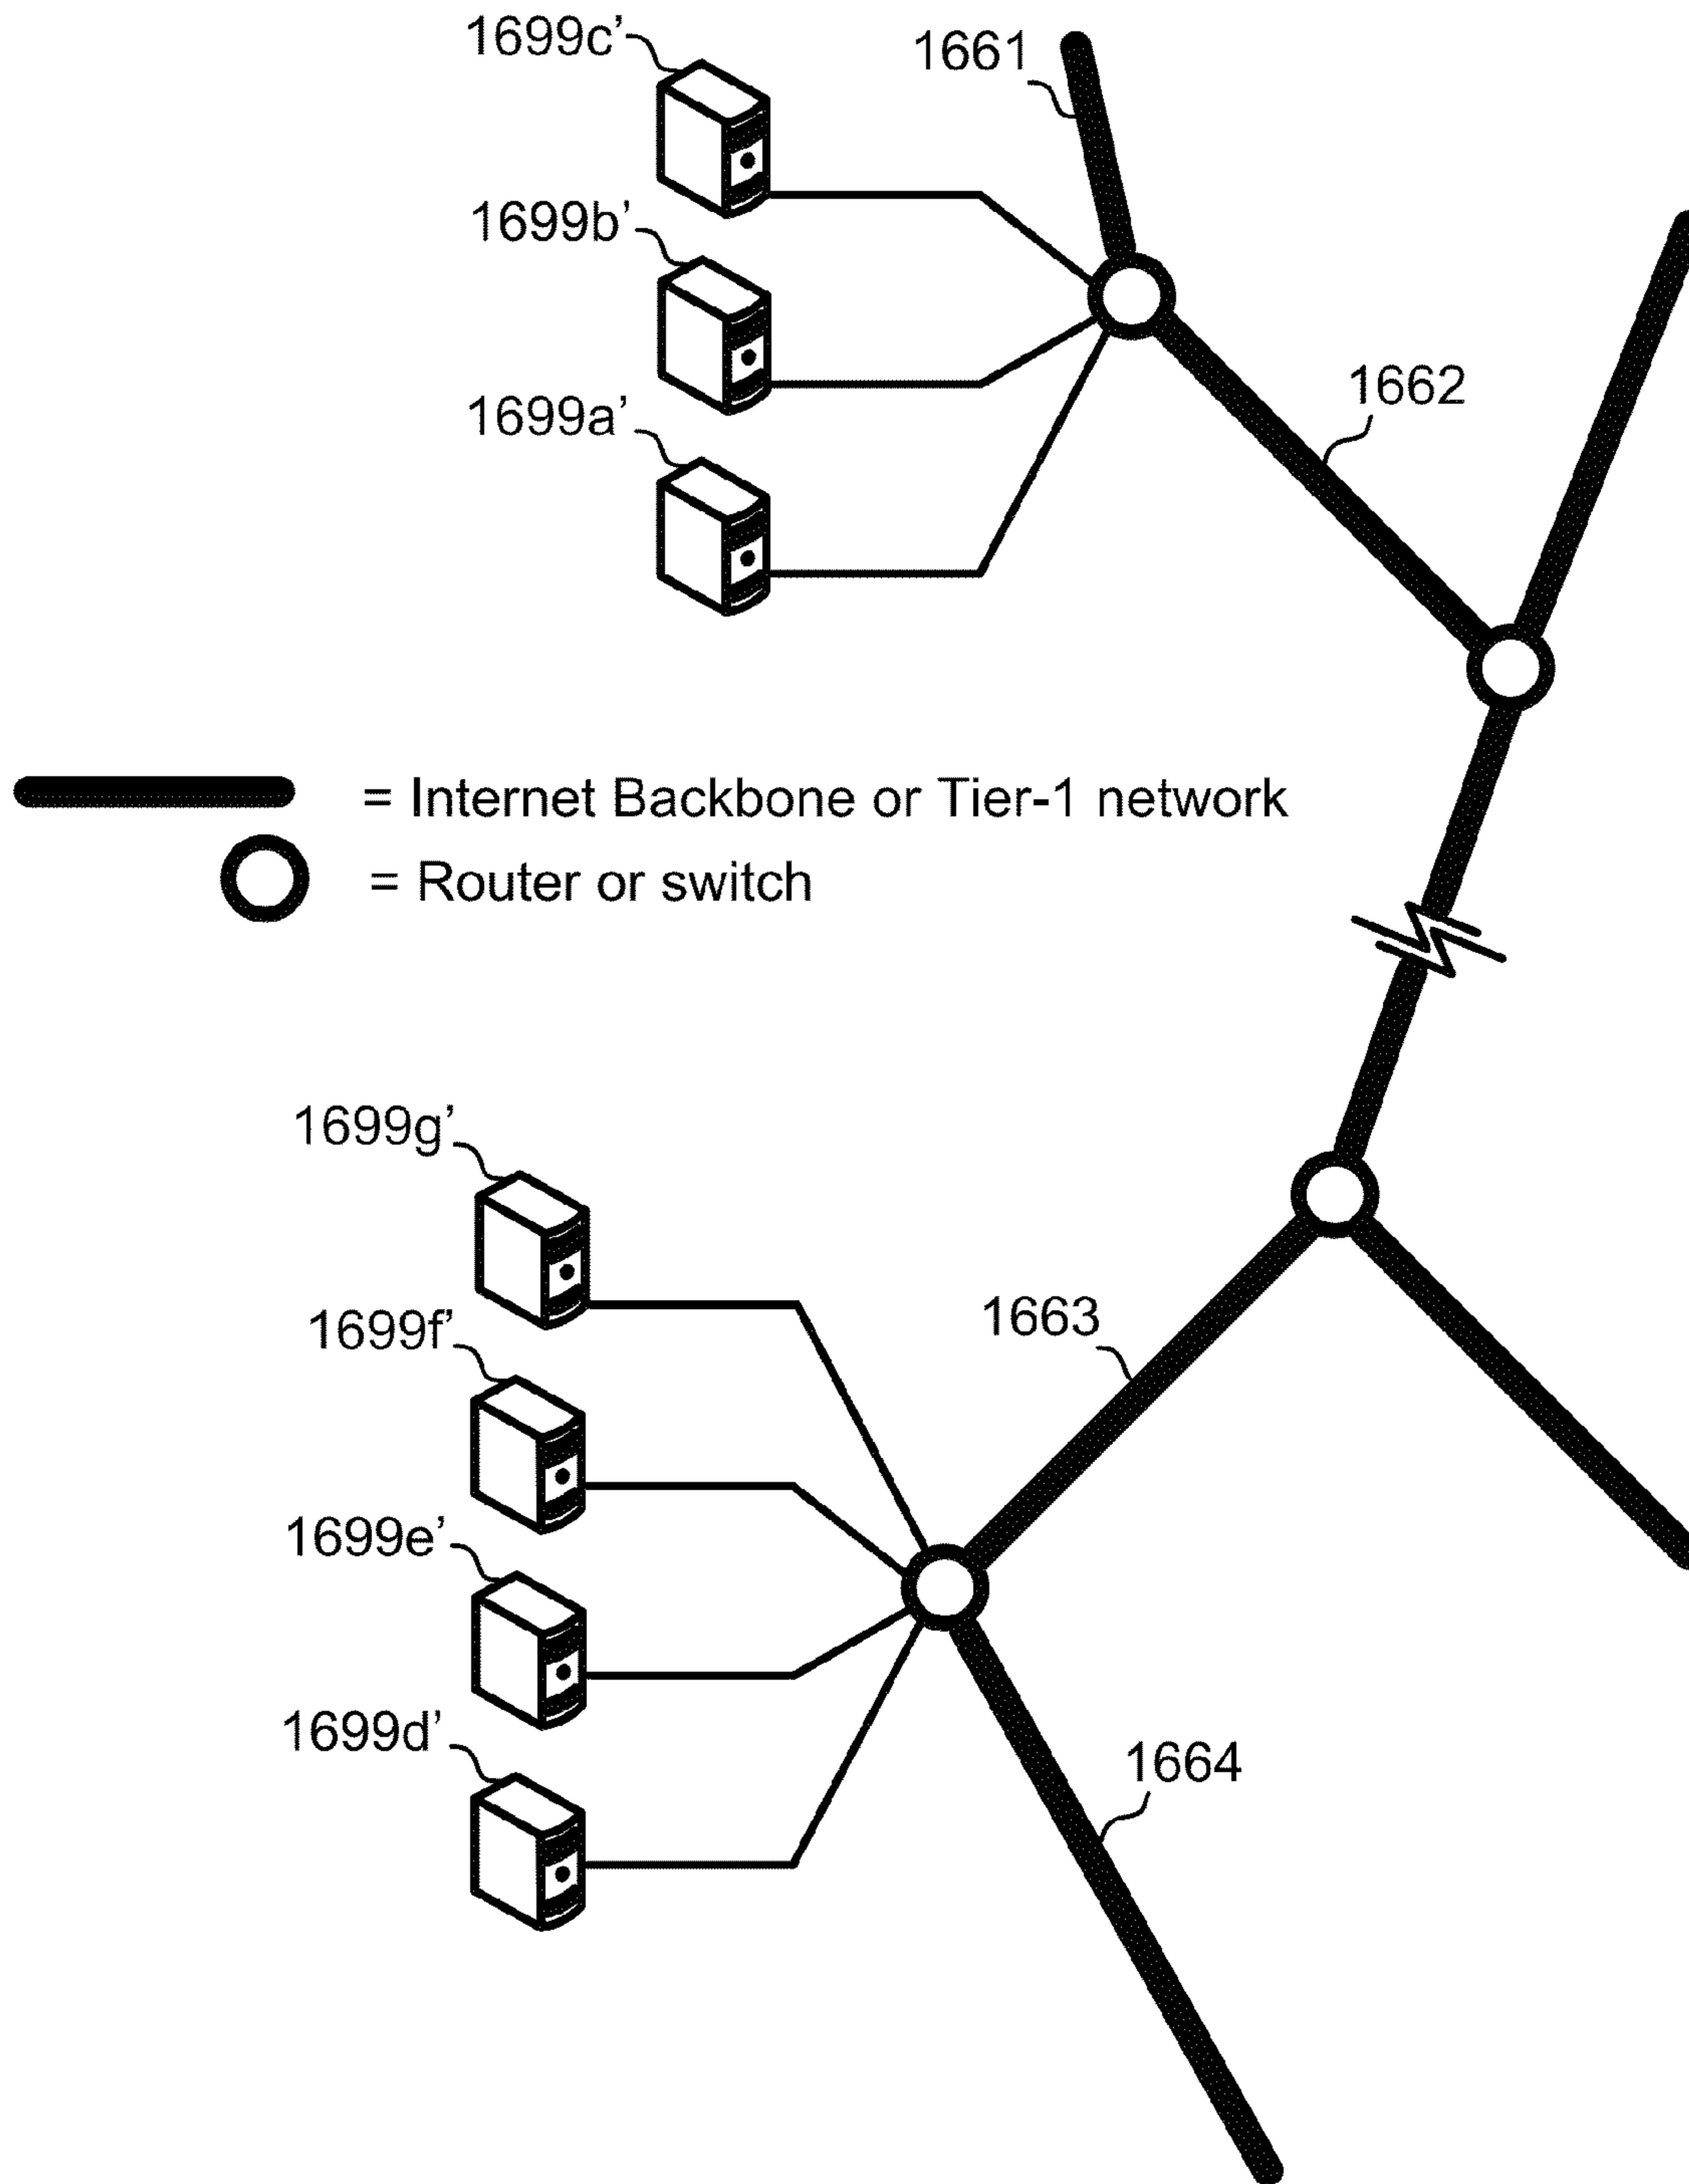 1699c’
1661
1699b’
1662
1699a’
= Internet Backbone or Tier-1 network
= Router or switch
1699g’
1663
1699f’
1699e’
1699d’
1664